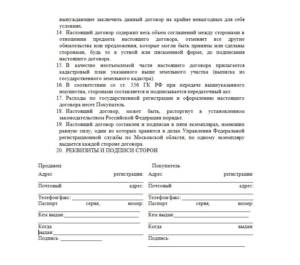 вынуждающие заключить данный договор на крайне невыгодных для себя
условиях.
14. Настоящий договор содержит весь объем соглашений между сторонами в
отношении предмета настоящего договора, отменяет все другие
обязательства или предложения, которые могли быть приняты или сделаны
сторонами, будь то в устной или письменной форме, до подписания
настоящего договора.
15. В качестве неотъемлемой части настоящего договора прилагается
кадастровый план указанного выше земельного участка (выписка из
государственного земельного кадастра).
16 В соответствии со ст. 556 ГК РФ при передаче вышеуказанного
имущества, сторонами составляется и подписывается передаточный акт.
17. Расходы по государственной регистрации и оформлению настоящего
договора несет Покупатель.
18. Настоящий договор, может быть, расторгнут в установленном
законодательством Российской Федерации порядке.
19. Настоящий договор составлен и подписан в пяти экземплярах, имеющих
равную силу, один из которых хранится в делах Управления Федеральной
регистрационной службы по Московской области, по одному экземпляру
выдается каждой стороне договора.
20. РЕКВИЗИТЫ И ПОДПИСИ СТОРОН
Продавец Покупатель
Адрес регистрации: Адрес регистрации:
Почтовый адрес: Почтовый адрес:
Телефон/факс: Телефон/факс:
Паспорт серия, номер: Паспорт серия, номер:
Кем выдан: Кем выдан:
Когда Когда
выдан: выдан:
Подпись: Подпись: